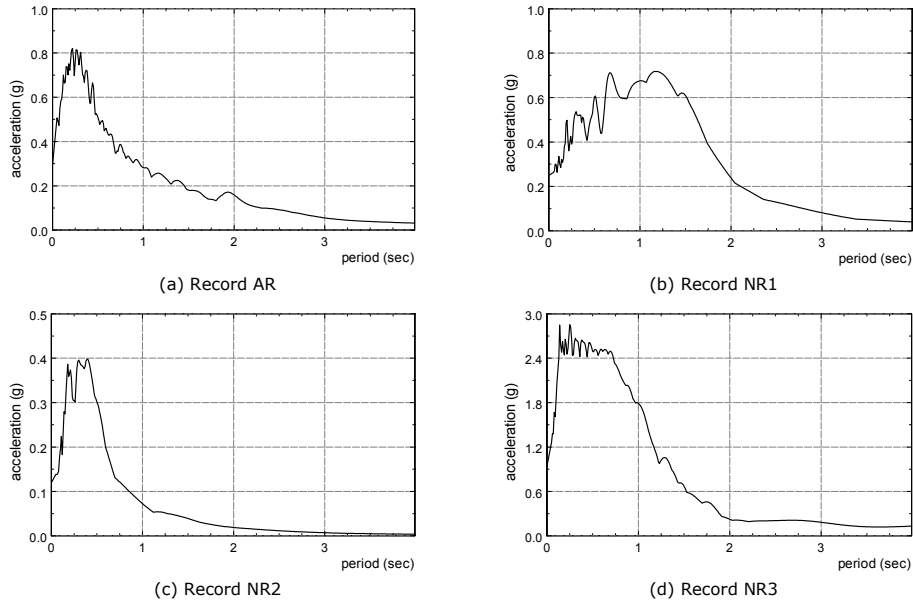 acceleration (g)
1.0
0.8
0.6
0.4
0.2
0.0
0 1 2 3
period (sec)
(a) Record AR
acceleration (g)
1.0
0.8
0.6
0.4
0.2
0.0
0 1 2 3
period (sec)
(b) Record NR1
acceleration (g)
0.5
0.4
0.3
0.2
0.1
0.0
0 1 2 3
period (sec)
(c) Record NR2
acceleration (g)
3.0
2.4
1.8
1.2
0.6
0.0
0 1 2 3
period (sec)
(d) Record NR3